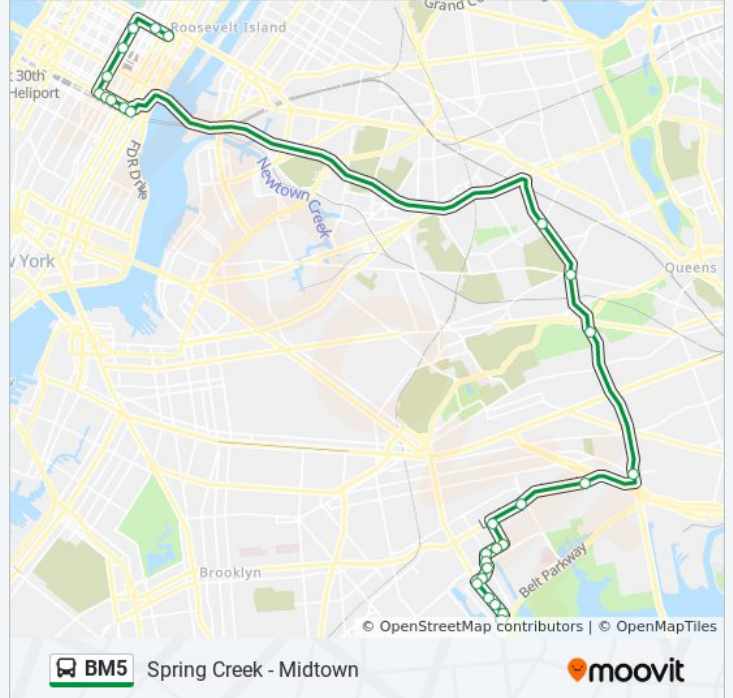 Grand C
Roosevelt Island
t 30th
Heliport
FDR Drive
Newtown Creek
w York
Queens
Belt Parkway
Brooklyn
© OpenStreetMap contributors | © OpenMapTiles
BM5 Spring Creek - Midtown
moovit